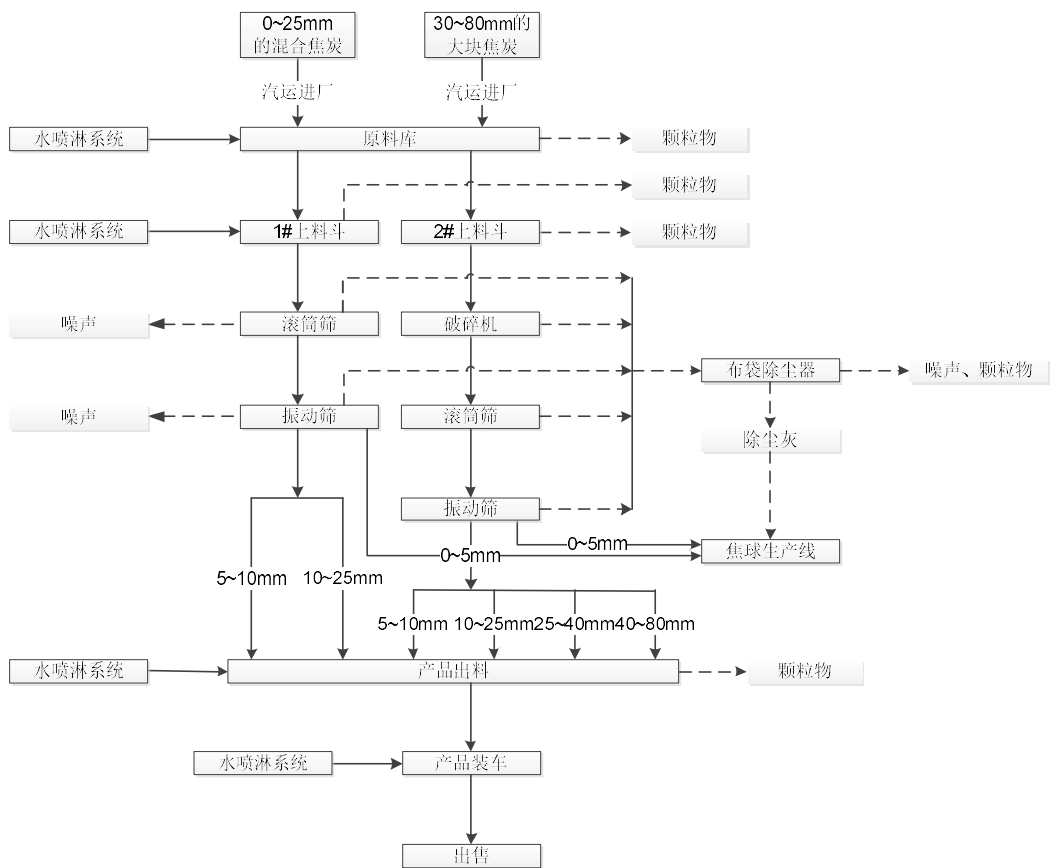 0~25mm
的混合焦炭
30~80mm的
大块焦炭
汽运进厂
汽运进厂
水喷淋系统
原料库
颗粒物
颗粒物
水喷淋系统
1#上料斗
2#上料斗
颗粒物
噪声
滚筒筛
破碎机
布袋除尘器
噪声、颗粒物
噪声
振动筛
滚筒筛
除尘灰
振动筛
0~5mm
0~5mm
焦球生产线
5~10mm
10~25mm
5~10mm
10~25mm
25~40mm
40~80mm
水喷淋系统
产品出料
颗粒物
水喷淋系统
产品装车
出售